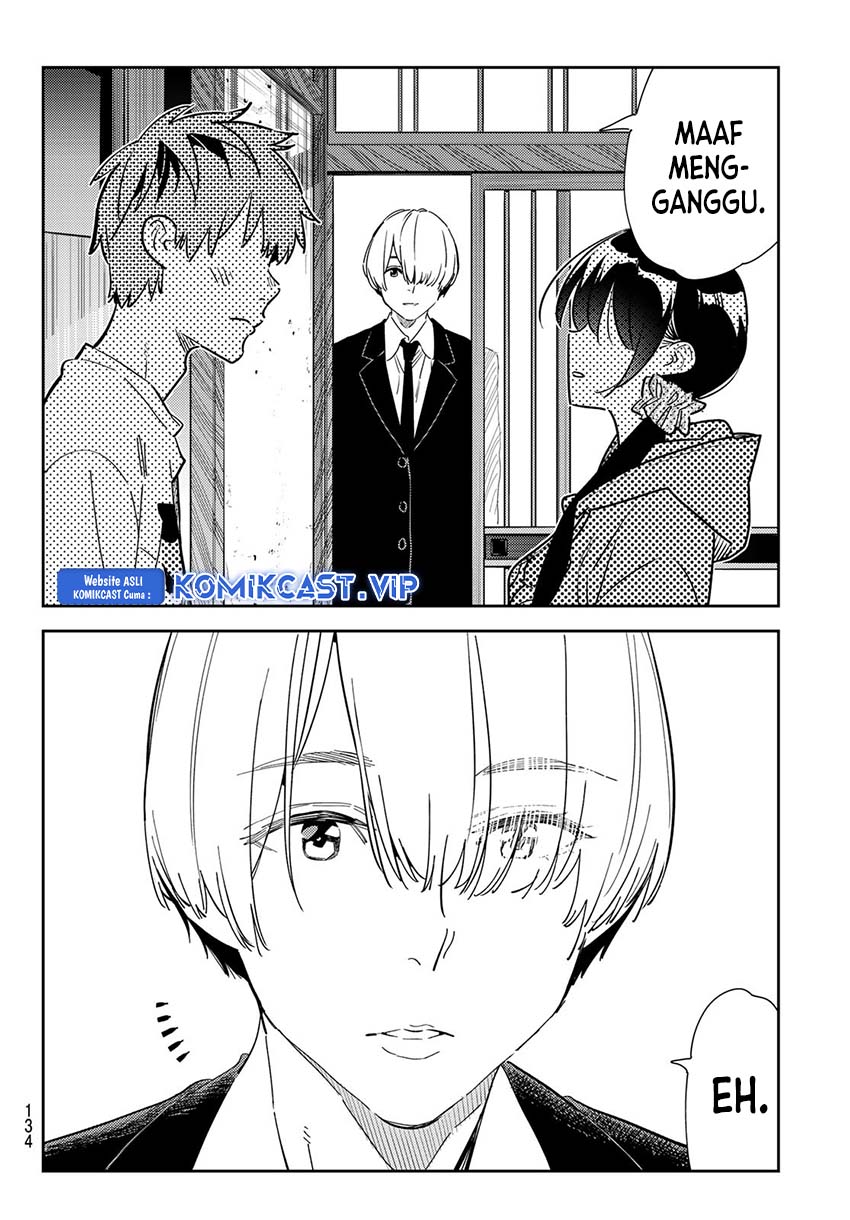 MAAF
MENG-
GANGGU.
Website ASLI
KOMIKCAST Cuma :
KOMIKCAST.VIP
EH.
134